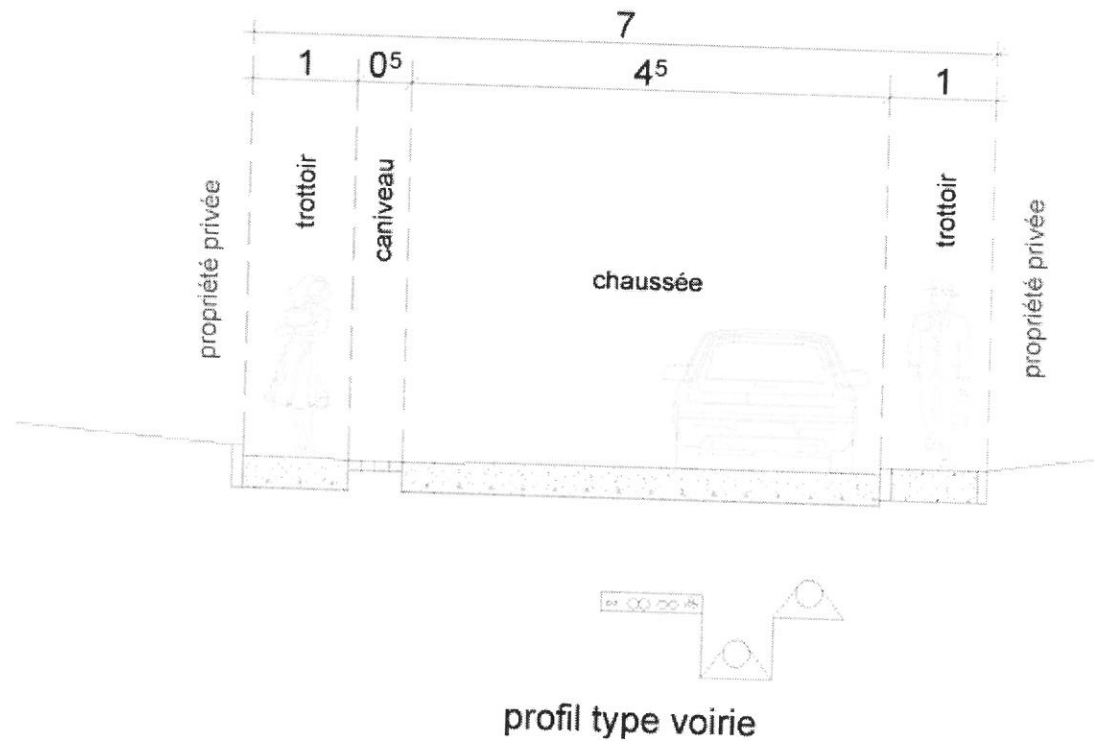 7
1 0⁵ 4⁵ 1
propriété privée
trottoir
caniveau
chaussée
trottoir
propriété privée
profil type voirie